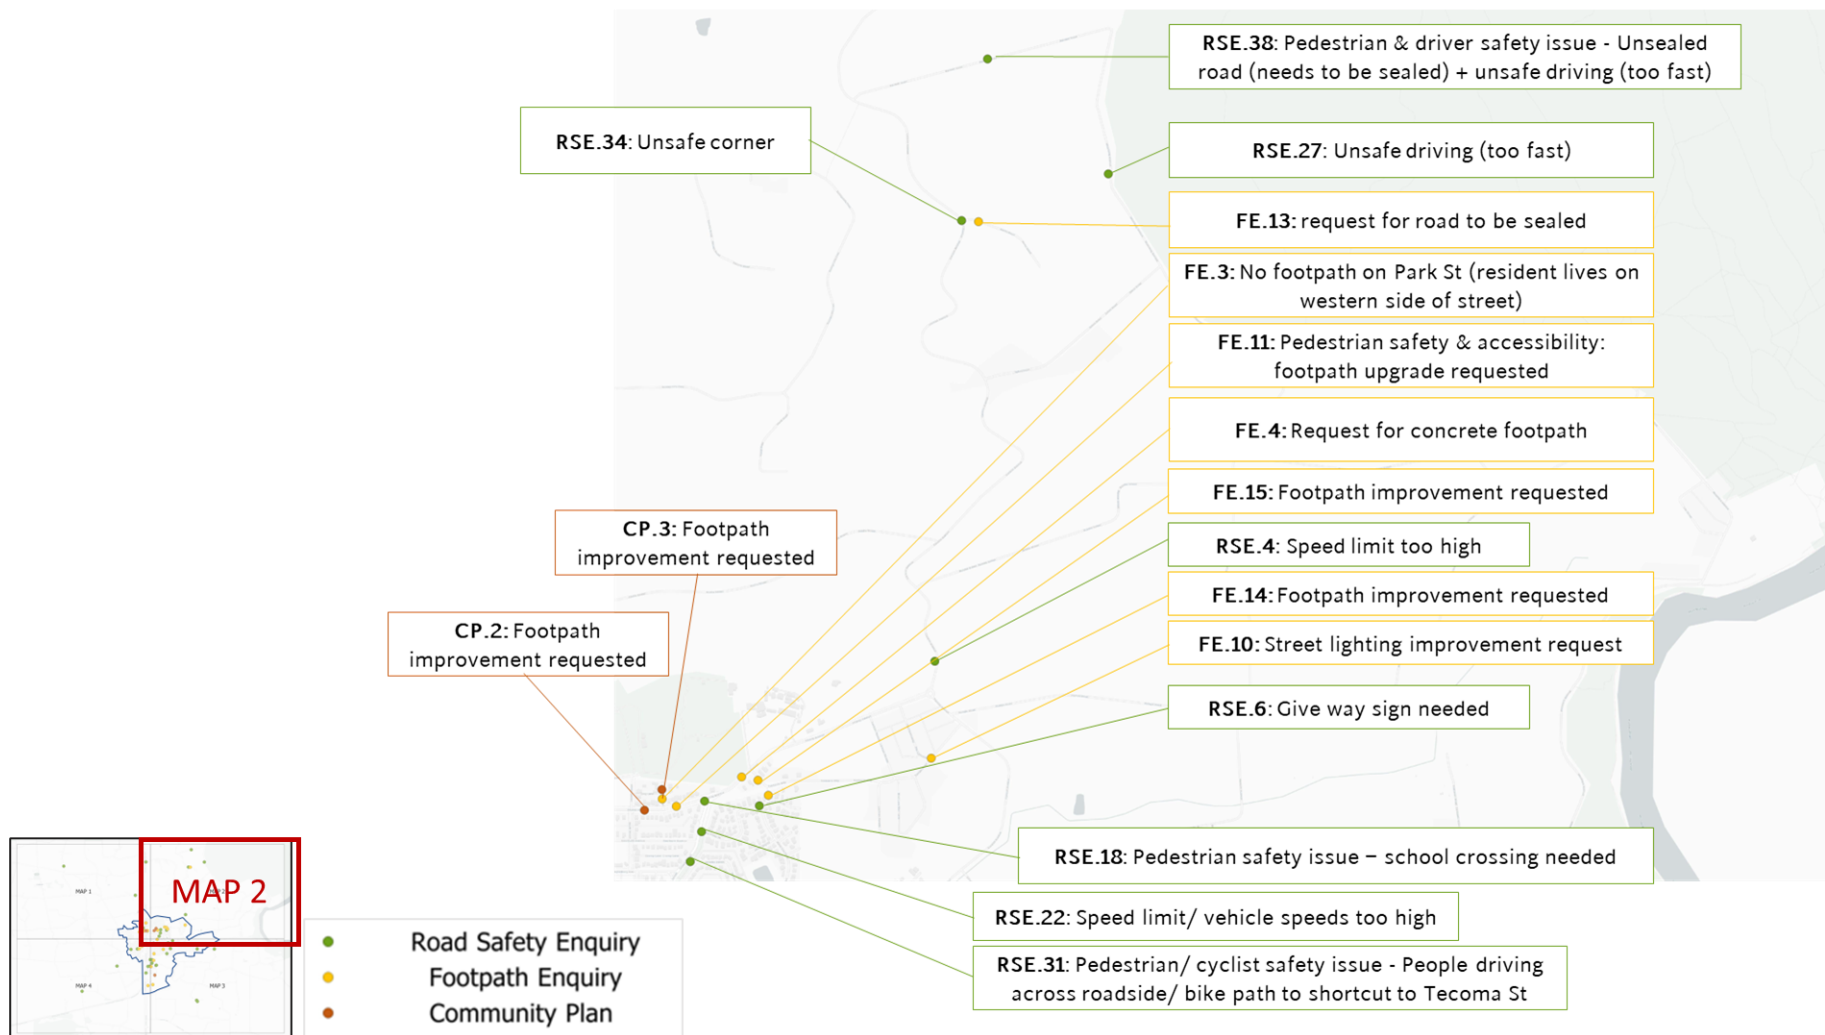 RSE.38: Pedestrian & driver safety issue - Unsealed
road (needs to be sealed) + unsafe driving (too fast)
RSE.34: Unsafe corner
RSE.27: Unsafe driving (too fast)
FE.13: request for road to be sealed
FE.3: No footpath on Park St (resident lives on
western side of street)
FE.11: Pedestrian safety & accessibility:
footpath upgrade requested
FE.4: Request for concrete footpath
FE.15: Footpath improvement requested
CP.3: Footpath
improvement requested
RSE.4: Speed limit too high
FE.14: Footpath improvement requested
CP.2: Footpath
improvement requested
FE.10: Street lighting improvement request
RSE.6: Give way sign needed
RSE.18: Pedestrian safety issue – school crossing needed
RSE.22: Speed limit/ vehicle speeds too high
RSE.31: Pedestrian/ cyclist safety issue - People driving
across roadside/ bike path to shortcut to Tecoma St
MAP 1
MAP 2
MAP 4
MAP 3
Road Safety Enquiry
Footpath Enquiry
Community Plan